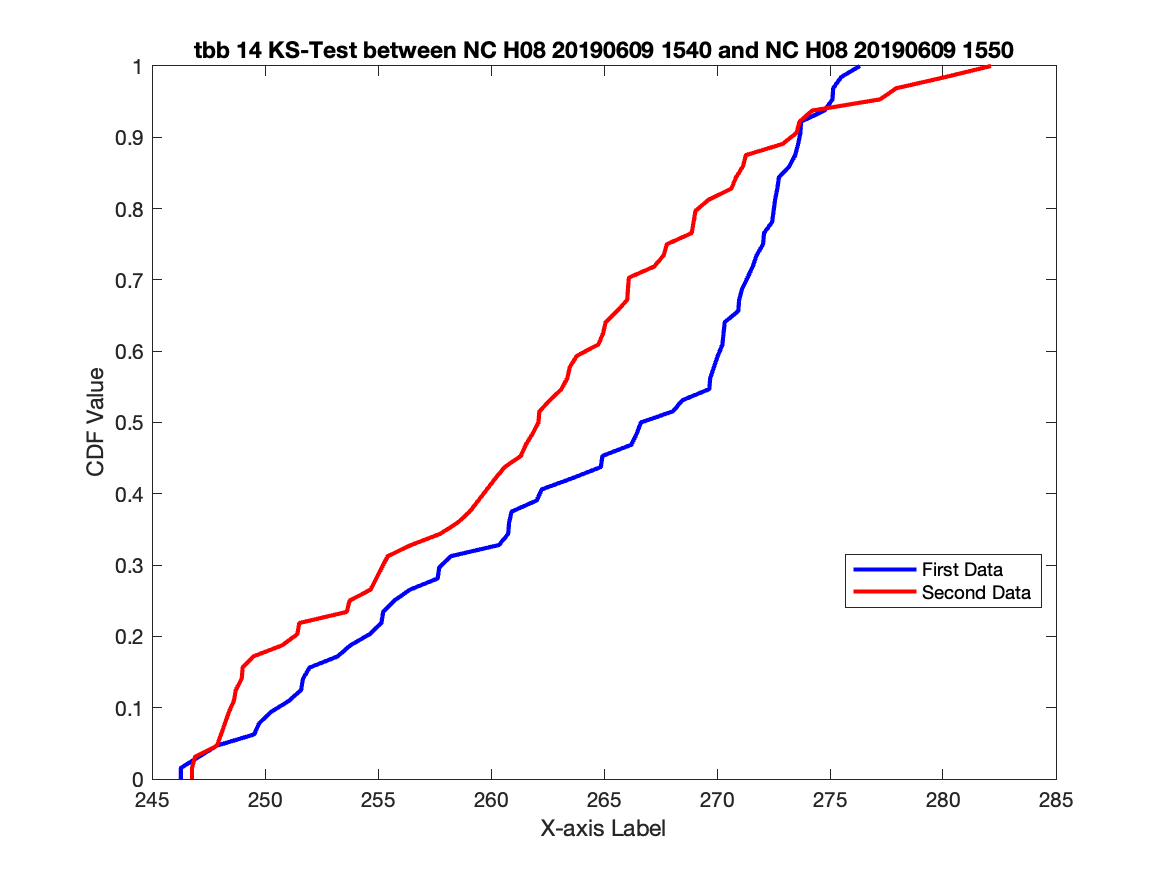 tbb 14 KS-Test between NC H08 20190609 1540 and NC H08 20190609 1550
1
0.9
0.8
0.7
0.6
0.5
0.4
0.3
0.2
0.1
0
CDF Value
First Data
Second Data
245 250 255 260 265 270 275 280 285
X-axis Label